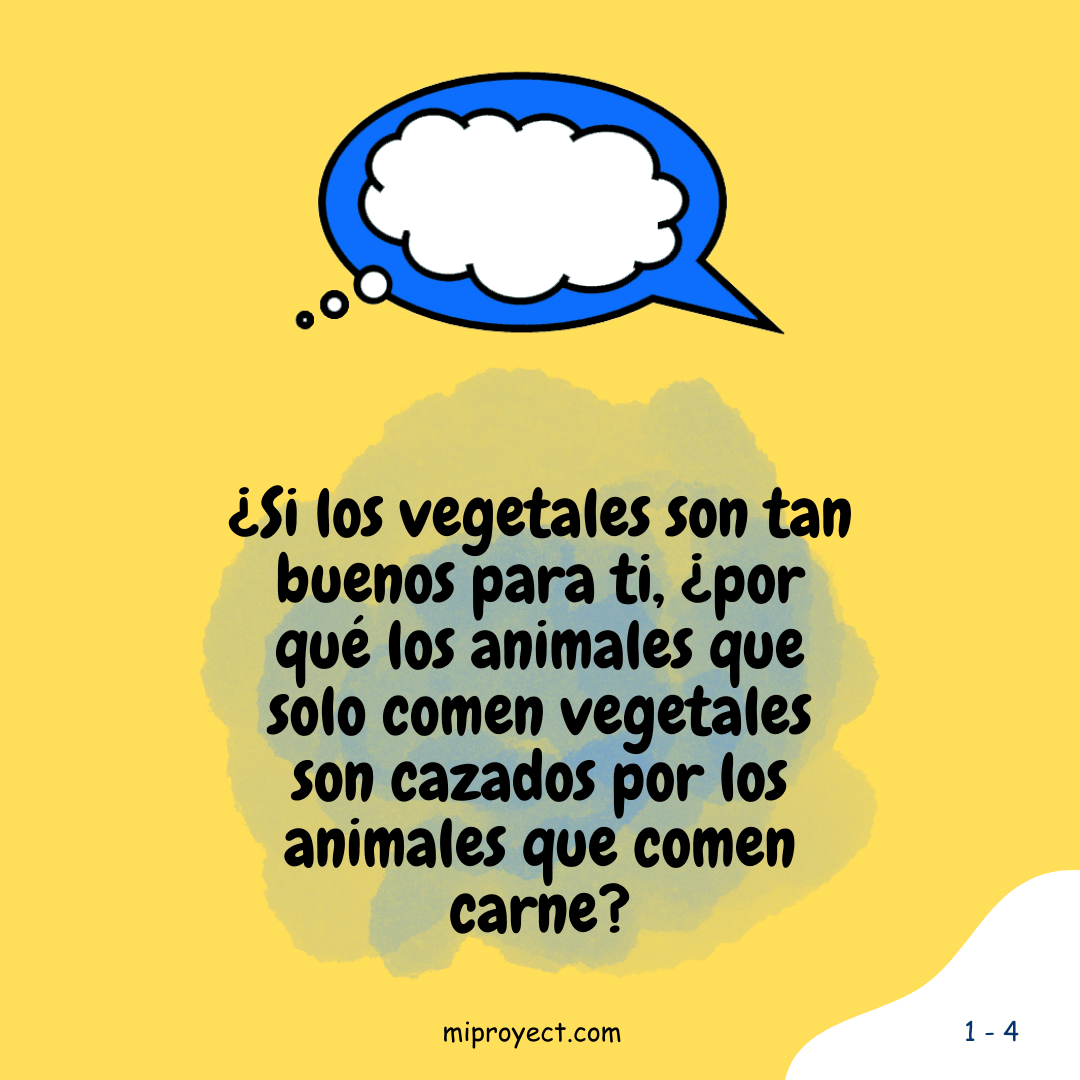 ¿Si los vegetales son tan
buenos para ti, ¿por
qué los animales que
solo comen vegetales
son cazados por los
animales que comen
carne?
miproyect.com
1 - 4